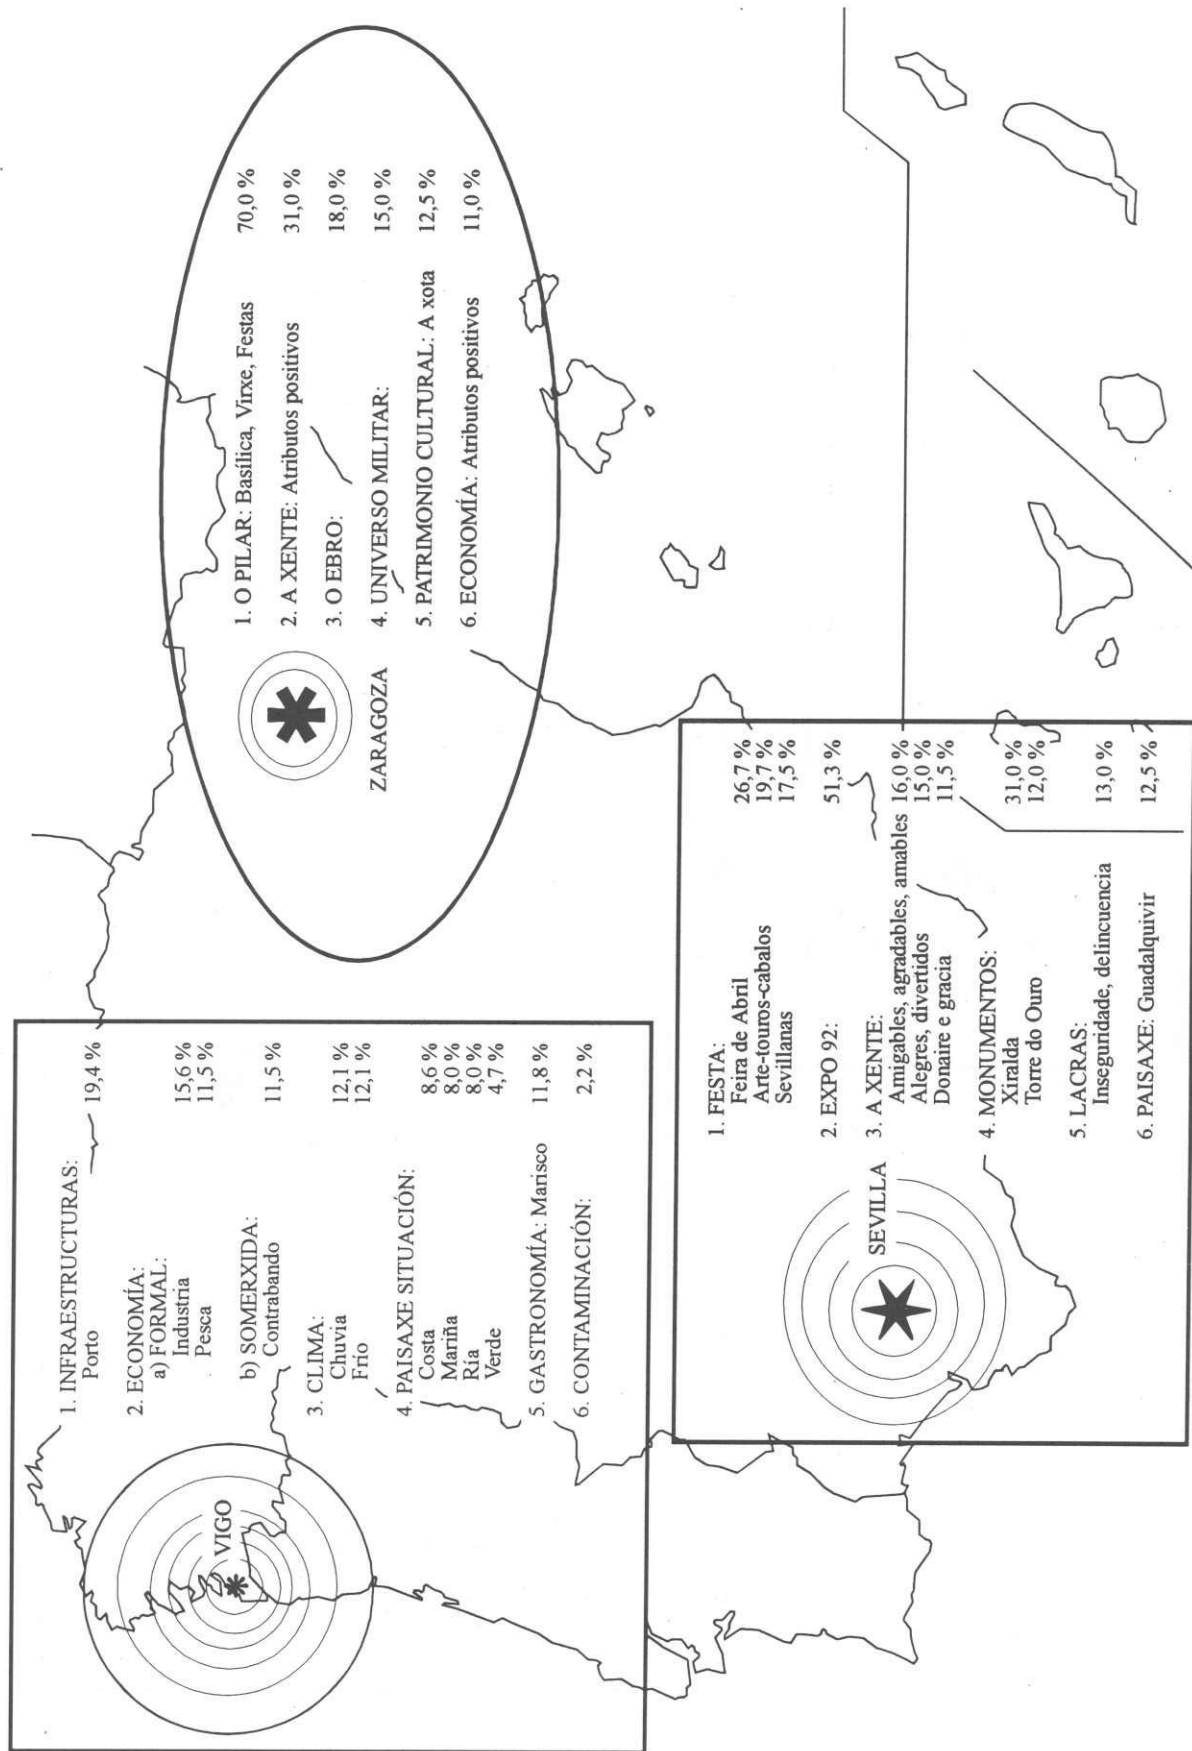 VIGO
1. INFRAESTRUCTURAS:
Porto 19,4 %
2. ECONOMÍA:
a) FORMAL:
Industria 15,6 %
Pesca 11,5 %
b) SOMERXIDA:
Contrabando 11,5 %
3. CLIMA:
Chuvia 12,1 %
Frio 12,1 %
4. PAISAXE SITUACIÓN:
Costa 8,6 %
Mariña 8,0 %
Ría 8,0 %
Verde 4,7 %
5. GASTRONOMÍA: Marisco 11,8 %
6. CONTAMINACIÓN: 2,2 %
ZARAGOZA
1. O PILAR: Basílica, Virxe, Festas 70,0 %
2. A XENTE: Atributos positivos 31,0 %
3. O EBRO: 18,0 %
4. UNIVERSO MILITAR: 15,0 %
5. PATRIMONIO CULTURAL: A xota 12,5 %
6. ECONOMÍA: Atributos positivos 11,0 %
SEVILLA
1. FESTA:
Feira de Abril 26,7 %
Arte-touros-cabalos 19,7 %
Sevillanas 17,5 %
2. EXPO 92: 51,3 %
3. A XENTE:
Amigables, agradables, amables 16,0 %
Alegres, divertidos 15,0 %
Donaire e gracia 11,5 %
4. MONUMENTOS:
Xiralda 31,0 %
Torre do Ouro 12,0 %
5. LACRAS:
Inseguridade, delincuencia 13,0 %
6. PAISAXE: Guadalquivir 12,5 %